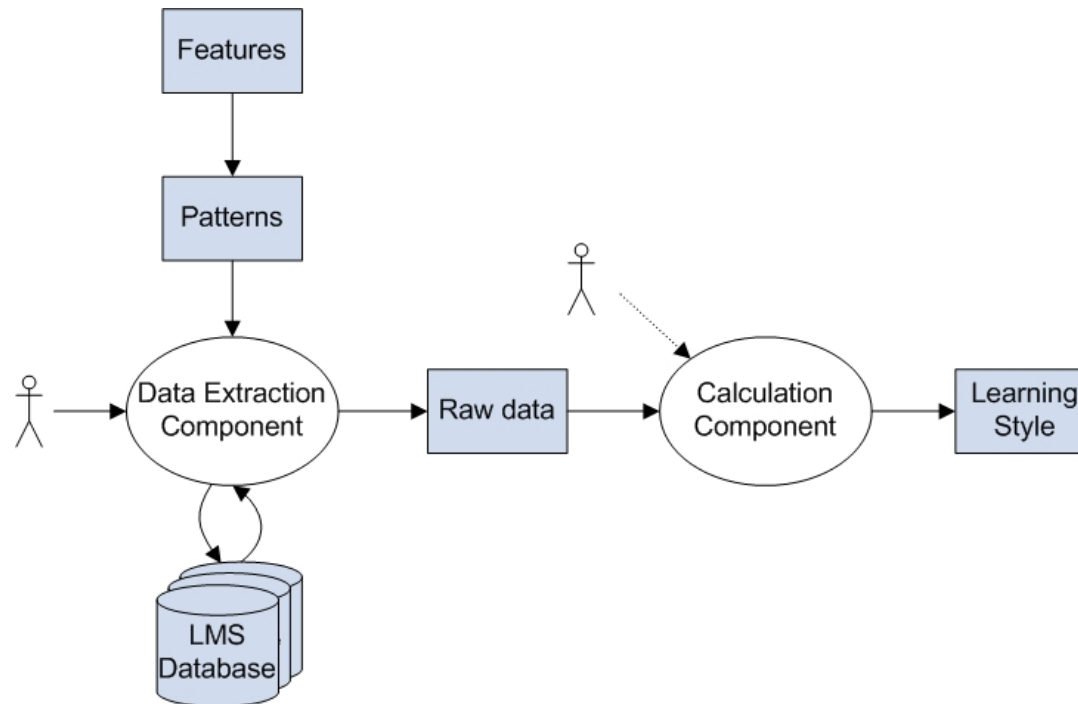 Features
Patterns
Data Extraction
Component
Raw data
Calculation
Component
Learning
Style
LMS
Database